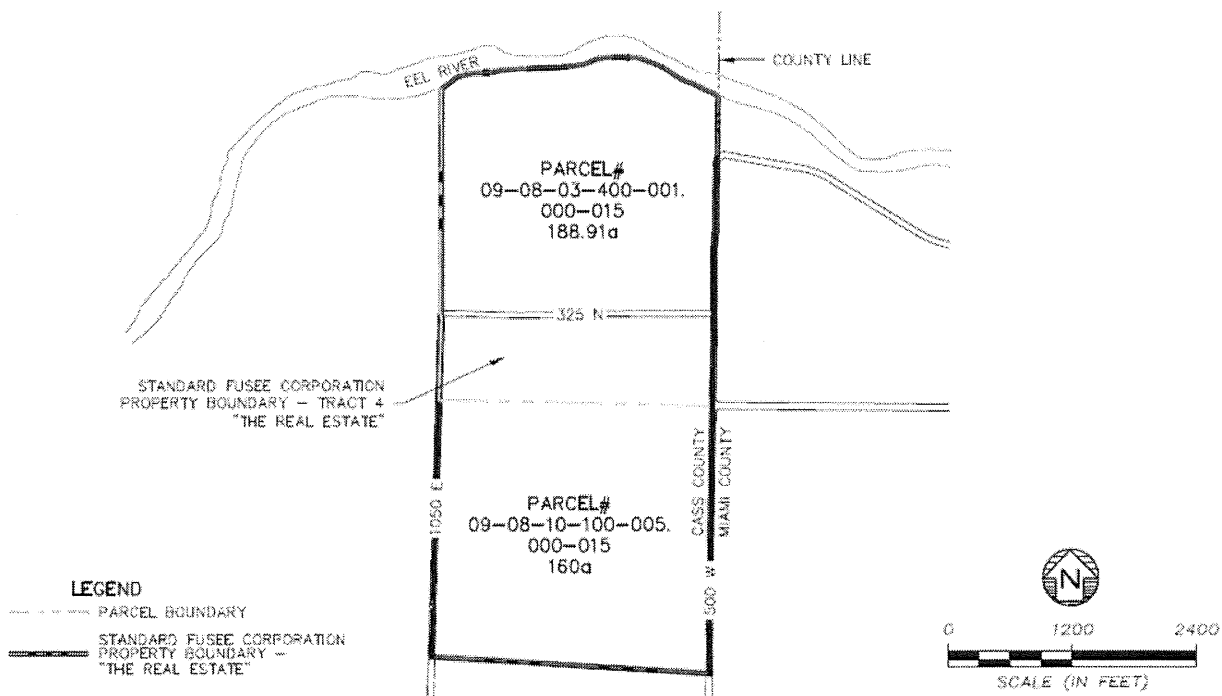 COUNTY LINE
EEL RIVER
PARCEL#
09-08-03-400-001.
000-015
188.91a
325 N
STANDARD FUSEE CORPORATION
PROPERTY BOUNDARY - TRACT 4
"THE REAL ESTATE"
CASS COUNTY
MIAMI COUNTY
1050 E
PARCEL#
09-08-10-100-005.
000-015
160a
W
LEGEND
PARCEL BOUNDARY
STANDARD FUSEE CORPORATION
PROPERTY BOUNDARY -
"THE REAL ESTATE"
N
0 1200 2400
SCALE (IN FEET)